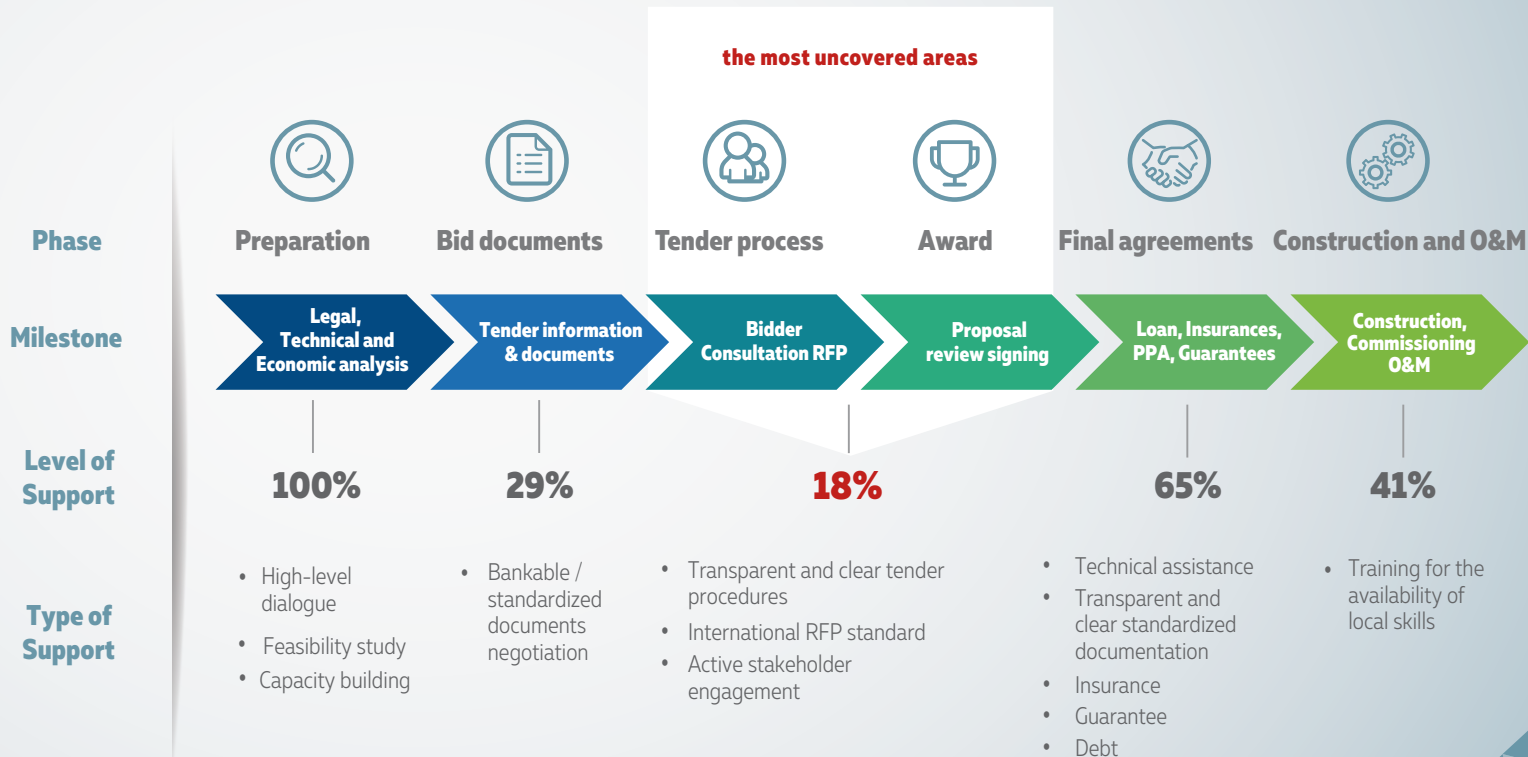 the most uncovered areas
Phase
Preparation
Bid documents
Tender process
Award
Final agreements
Construction and O&M
Milestone
Legal,
Technical and
Economic analysis
Tender information
& documents
Bidder
Consultation RFP
Proposal
review signing
Loan, Insurances,
PPA, Guarantees
Construction,
Commissioning
O&M
Level of
Support
100%
29%
18%
65%
41%
Type of
Support
• High-level
dialogue
• Feasibility study
• Capacity building
• Bankable /
standardized
documents
negotiation
• Transparent and clear tender
procedures
• International RFP standard
• Active stakeholder
engagement
• Technical assistance
• Transparent and
clear standardized
documentation
• Insurance
• Guarantee
• Debt
• Training for the
availability of
local skills